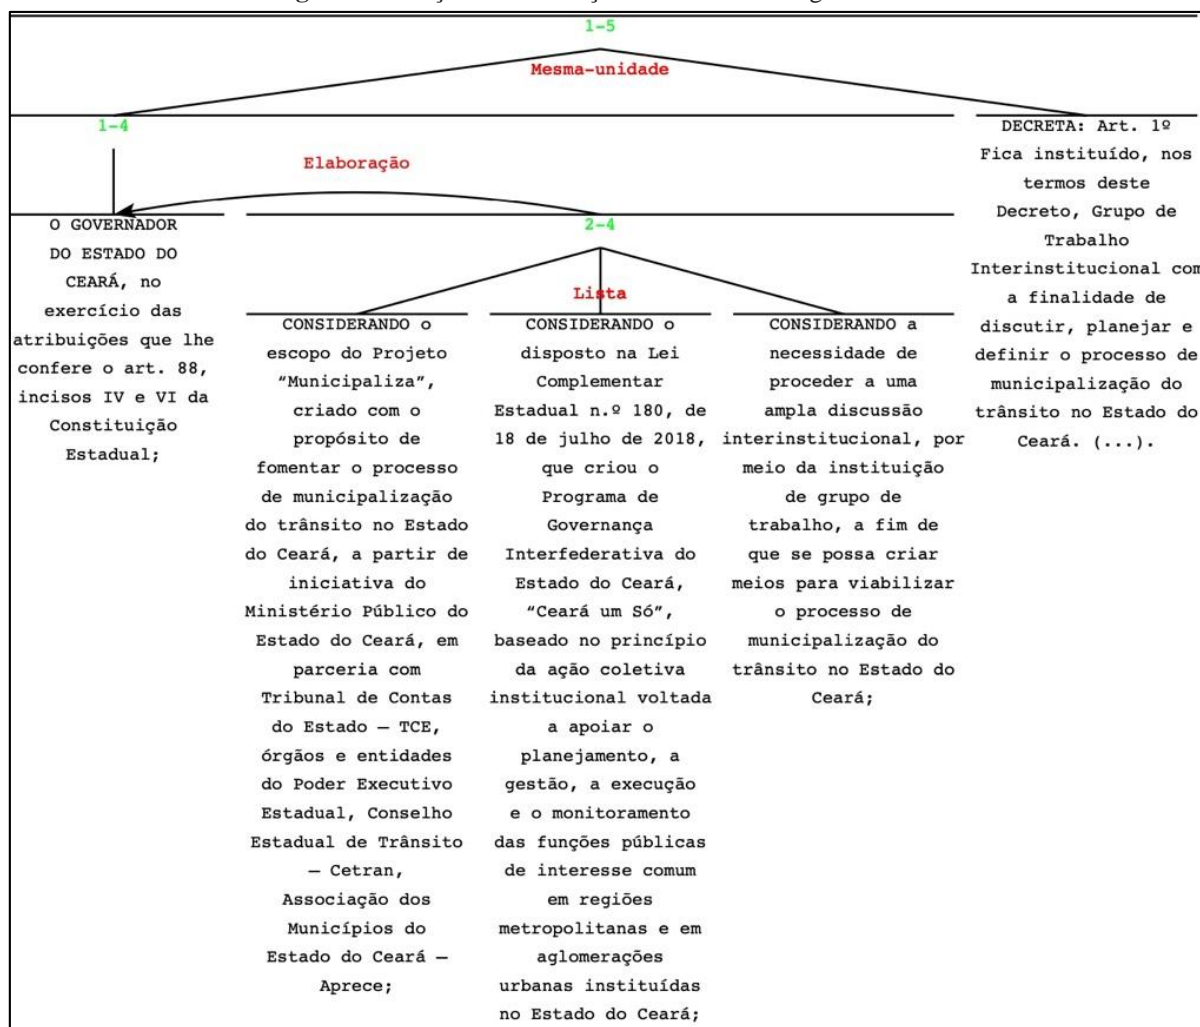 1-5
Mesma-unidade
1-4
Elaboração
O GOVERNADOR
DO ESTADO DO
CEARÁ, no
exercício das
atribuições que lhe
confere o art. 88,
incisos IV e VI da
Constituição
Estadual;
2-4
Lista
CONSIDERANDO o
escopo do Projeto
“Municipaliza”,
criado com o
propósito de
fomentar o processo
de municipalização
do trânsito no Estado
do Ceará, a partir de
iniciativa do
Ministério Público do
Estado do Ceará, em
parceria com
Tribunal de Contas
do Estado — TCE,
órgãos e entidades
do Poder Executivo
Estadual, Conselho
Estadual de Trânsito
— Cetran,
Associação dos
Municípios do
Estado do Ceará —
Aprece;
CONSIDERANDO o
disposto na Lei
Complementar
Estadual n.º 180, de
18 de julho de 2018,
que criou o
Programa de
Governança
Interfederativa do
Estado do Ceará,
“Ceará um Só”,
baseado no princípio
da ação coletiva
institucional voltada
a apoiar o
planejamento, a
gestão, a execução
e o monitoramento
das funções públicas
de interesse comum
em regiões
metropolitanas e em
aglomerações
urbanas instituídas
no Estado do Ceará;
CONSIDERANDO a
necessidade de
proceder a uma
ampla discussão
interinstitucional, por
meio da instituição
de grupo de
trabalho, a fim de
que se possa criar
meios para viabilizar
o processo de
municipalização do
trânsito no Estado do
Ceará;
DECRETA: Art. 1º
Fica instituído, nos
termos deste
Decreto, Grupo de
Trabalho
Interinstitucional com
a finalidade de
discutir, planejar e
definir o processo de
municipalização do
trânsito no Estado do
Ceará. (...).